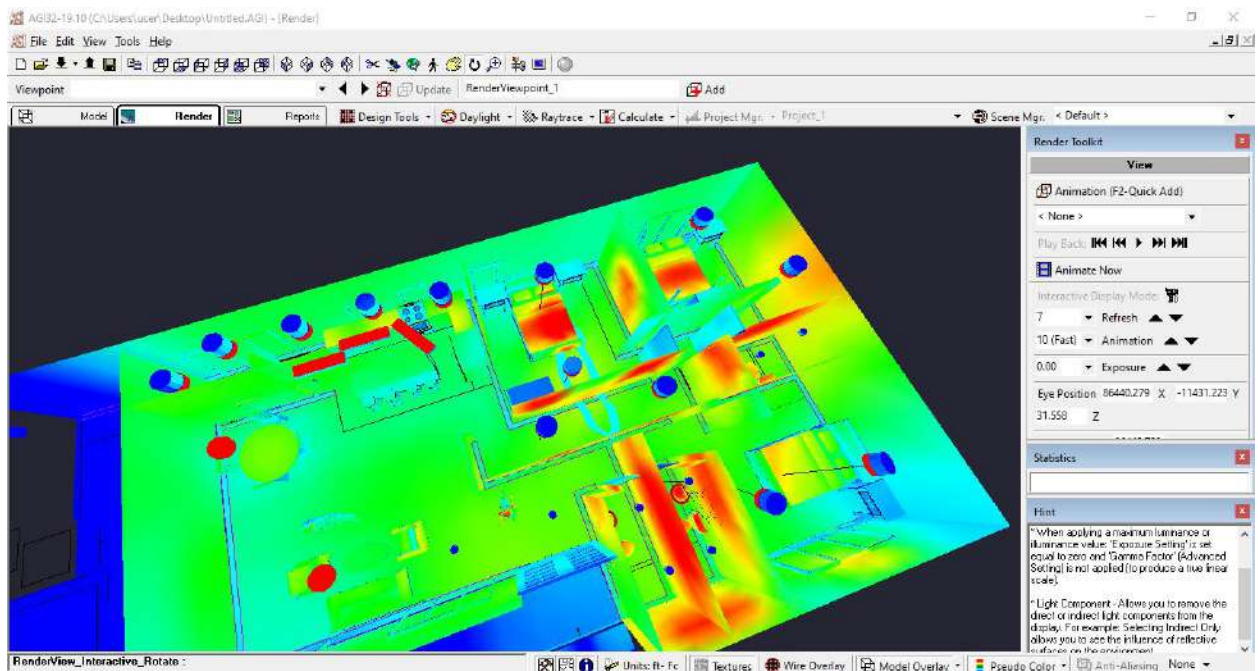 AGI32-19.10 (C:\Users\user\Desktop\Untitled.AGI) - [Render]
File Edit View Tools Help
Viewpoint Update RenderViewpoint_1 Add
Model Render Reports Design Tools Daylight Raytrace Calculate Project Mgr. Project_1 Scene Mgr. < Default >
Render Toolkit
View
Animation (F2-Quick Add)
< None >
Play Back:
Animate Now
Interactive Display Mode:
7 Refresh
10 (Fast) Animation
0.00 Exposure
Eye Position 86440.279 X -11431.223 Y
31.558 Z
Statistics
Hint
* When applying a maximum luminance or
illuminance value: 'Exposure Setting' is set
equal to zero and 'Gamma Factor' (Advanced
Setting) is not applied (to produce a true linear
scale).
* Light Component - Allows you to remove the
direct or indirect light components from the
display. For example: Selecting Indirect Only
allows you to see the influence of reflective
surfaces on the environment.
RenderView_Interactive_Rotate : Units: ft- Fc Textures Wire Overlay Model Overlay Pseudo Color Anti-Aliasing None